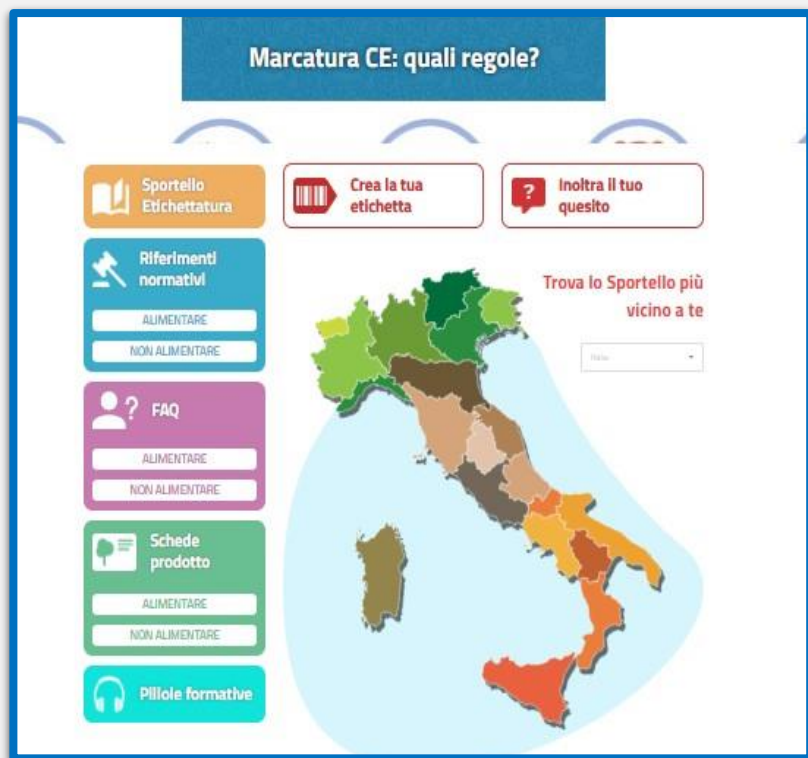 Marcatura CE: quali regole?
Sportello
Etichettatura
Crea la tua
etichetta
?
Inoltra il tuo
quesito
Riferimenti
normativi
ALIMENTARE
NON ALIMENTARE
Trova lo Sportello più
vicino a te
? FAQ
ALIMENTARE
NON ALIMENTARE
Schede
prodotto
ALIMENTARE
NON ALIMENTARE
Pillole formative